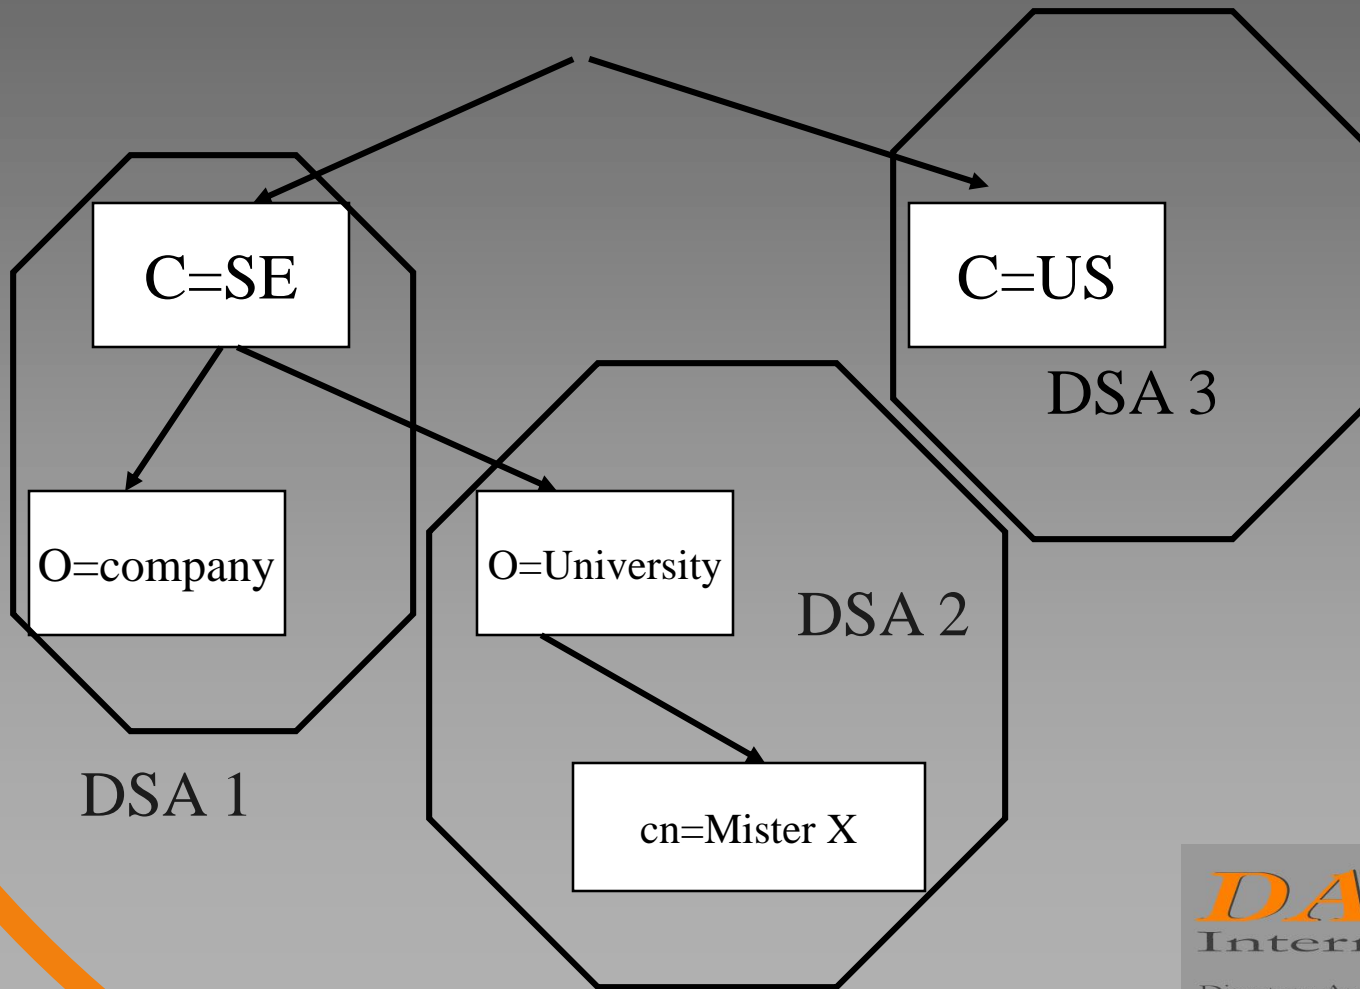 C=SE
C=US
DSA 3
O=company
O=University
DSA 2
DSA 1
cn=Mister X